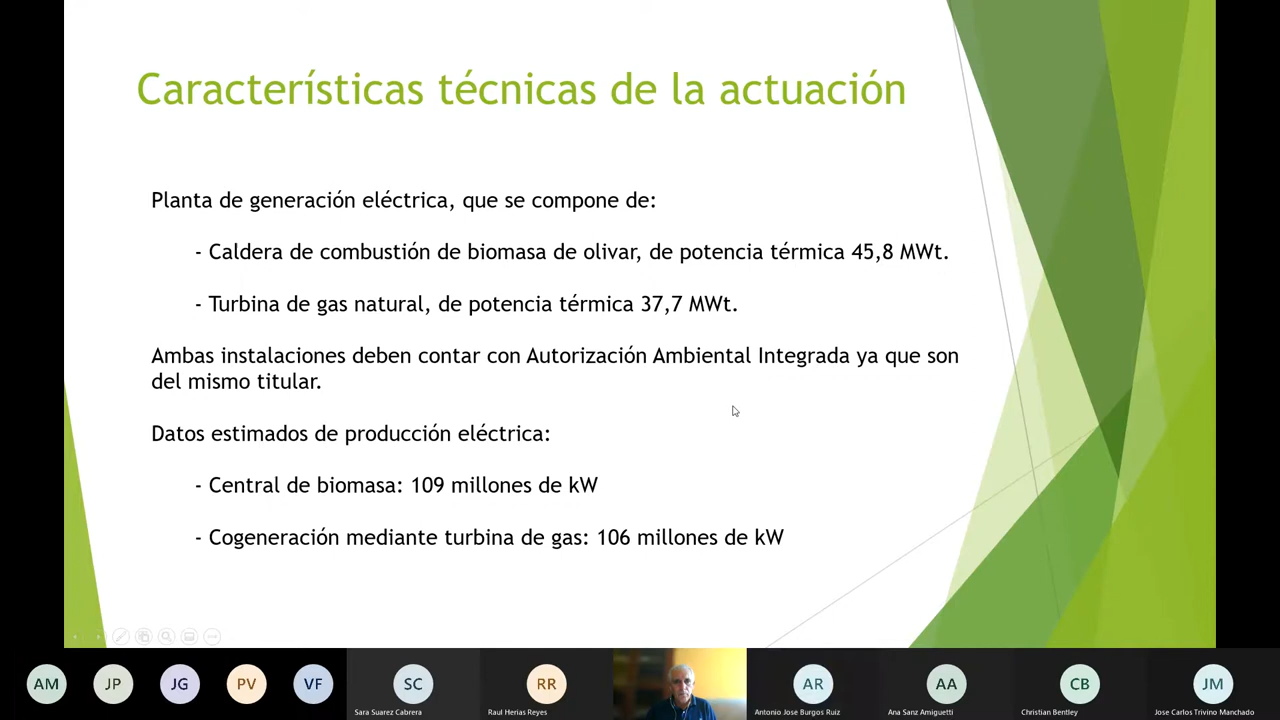 Características técnicas de la actuación
Planta de generación eléctrica, que se compone de:
- Caldera de combustión de biomasa de olivar, de potencia térmica 45,8 MWt.
- Turbina de gas natural, de potencia térmica 37,7 MWt.
Ambas instalaciones deben contar con Autorización Ambiental Integrada ya que son
del mismo titular.
Datos estimados de producción eléctrica:
- Central de biomasa: 109 millones de kW
- Cogeneración mediante turbina de gas: 106 millones de kW
AM
JP
JG
PV
VF
SC
RR
AR
AA
CB
JM
Sara Suarez Cabrera
Raul Herias Reyes
Antonio Jose Burgos Ruiz
Ana Sanz Amiguetti
Christian Bentley
Jose Carlos Trivino Manchado